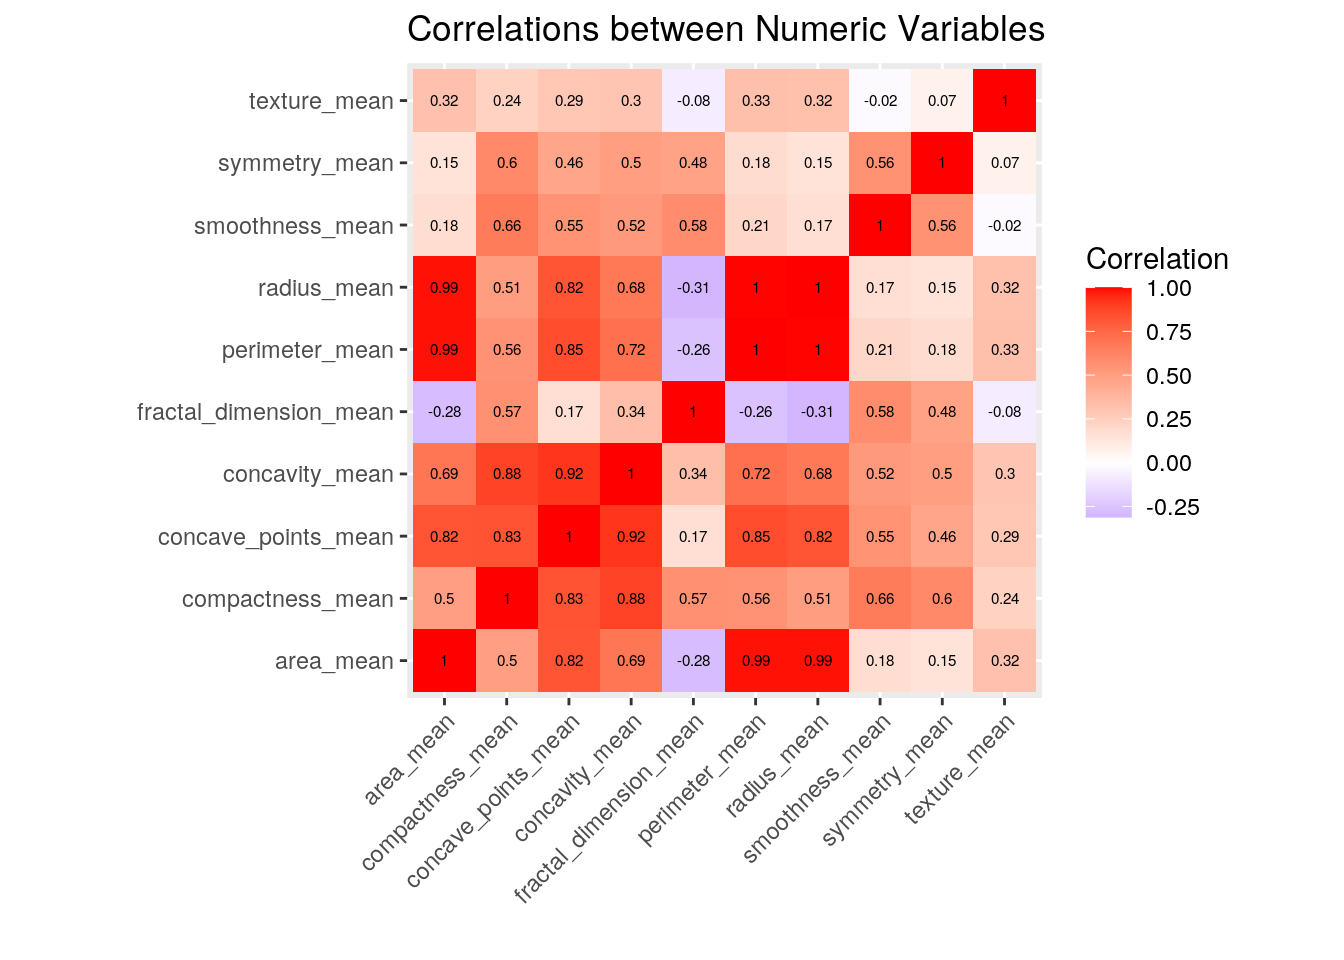 Correlations between Numeric Variables
texture_mean 0.32 0.24 0.29 0.3 -0.08 0.33 0.32 -0.02 0.07 1
symmetry_mean 0.15 0.6 0.46 0.5 0.48 0.18 0.15 0.56 1 0.07
smoothness_mean 0.18 0.66 0.55 0.52 0.58 0.21 0.17 1 0.56 -0.02
radius_mean 0.99 0.51 0.82 0.68 -0.31 1 1 0.17 0.15 0.32
perimeter_mean 0.99 0.56 0.85 0.72 -0.26 1 1 0.21 0.18 0.33
fractal_dimension_mean -0.28 0.57 0.17 0.34 1 -0.26 -0.31 0.58 0.48 -0.08
concavity_mean 0.69 0.88 0.92 1 0.34 0.72 0.68 0.52 0.5 0.3
concave_points_mean 0.82 0.83 1 0.92 0.17 0.85 0.82 0.55 0.46 0.29
compactness_mean 0.5 1 0.83 0.88 0.57 0.56 0.51 0.66 0.6 0.24
area_mean 1 0.5 0.82 0.69 -0.28 0.99 0.99 0.18 0.15 0.32
area_mean
compactness_mean
concave_points_mean
concavity_mean
fractal_dimension_mean
perimeter_mean
radius_mean
smoothness_mean
symmetry_mean
texture_mean
Correlation
1.00
0.75
0.50
0.25
0.00
-0.25